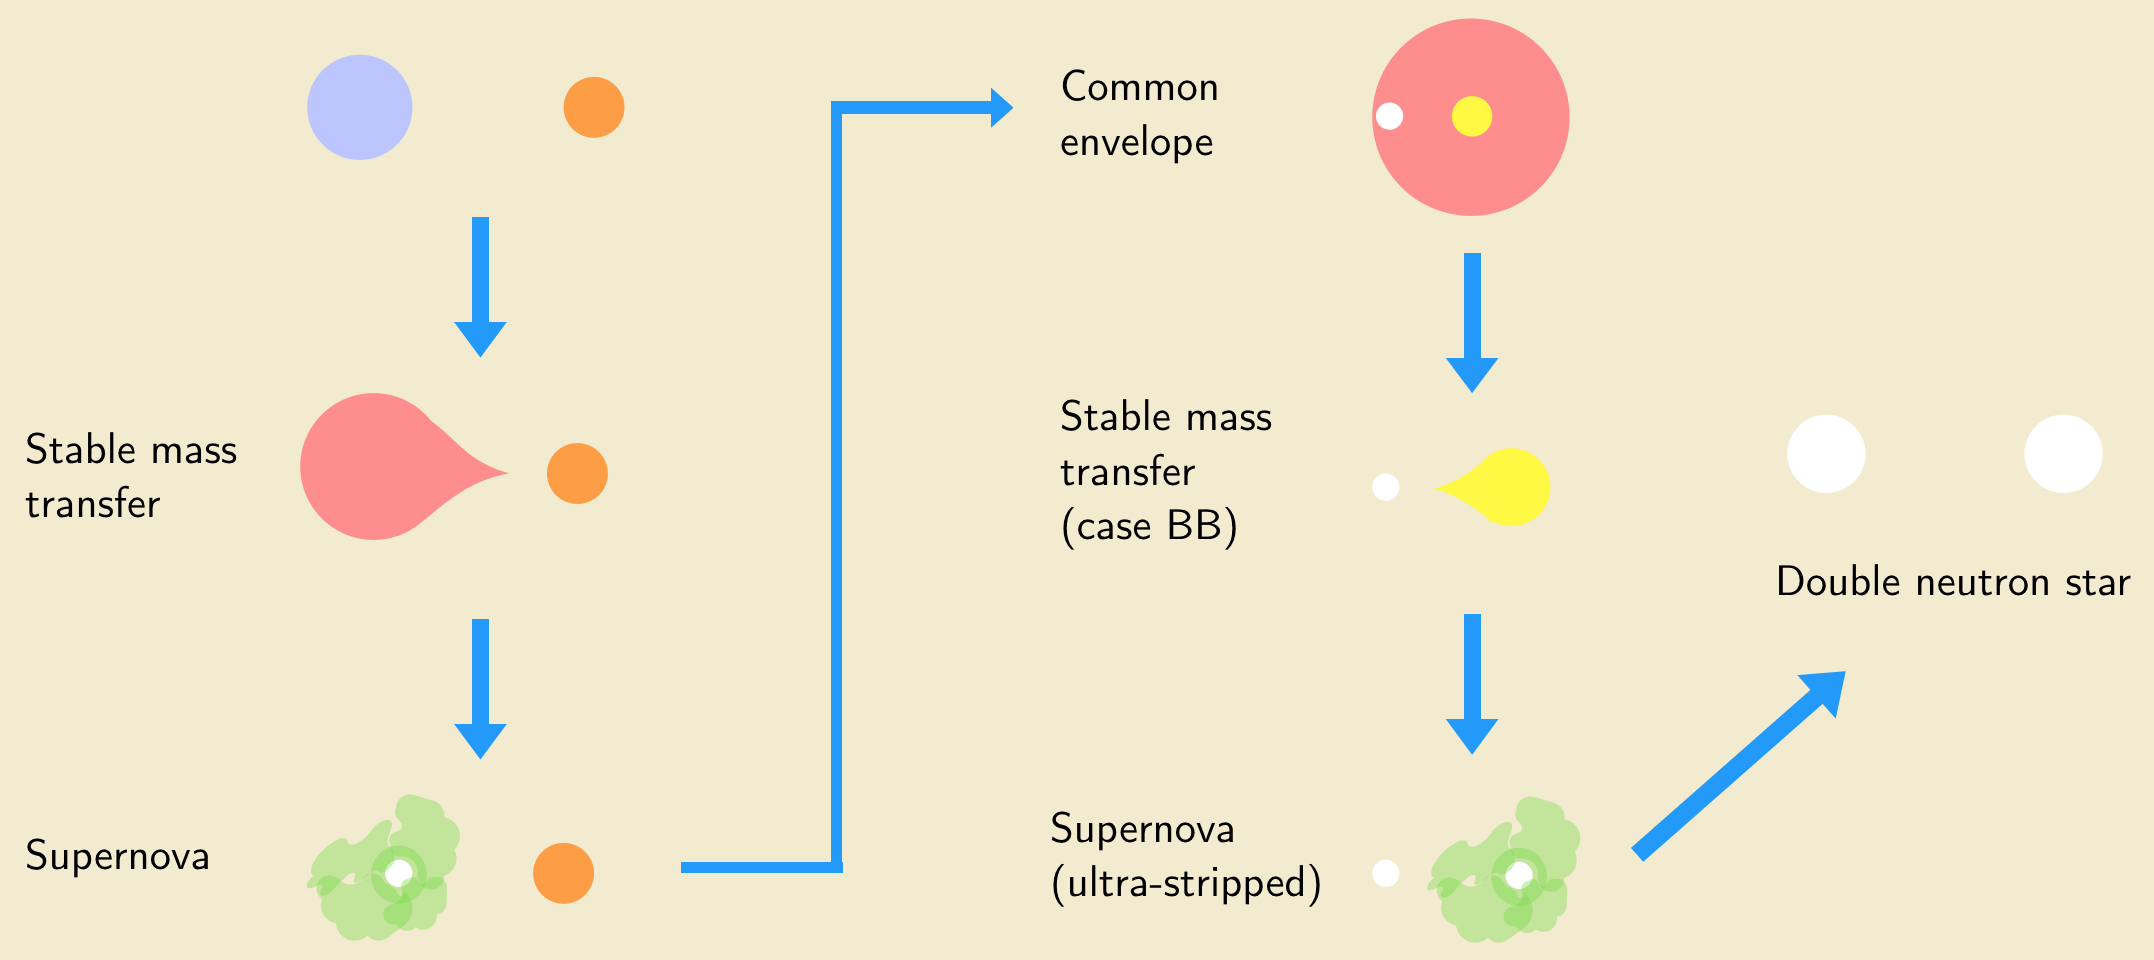 Stable mass
transfer
Supernova
Common
envelope
Stable mass
transfer
(case BB)
Supernova
(ultra-stripped)
Double neutron star